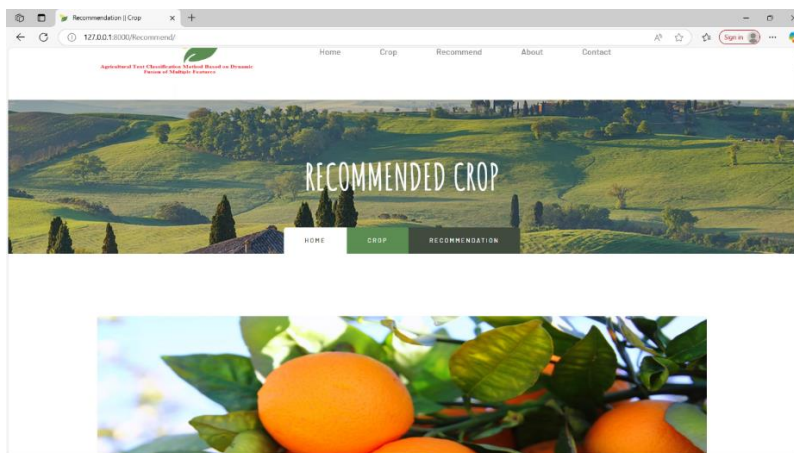 Recommendation || Crop
127.0.0.1:8000/Recommend/
Sign in
Home Crop Recommend About Contact
Agricultural Text Classification Method Based on Dynamic
Fusion of Multiple Features
RECOMMENDED CROP
HOME CROP RECOMMENDATION